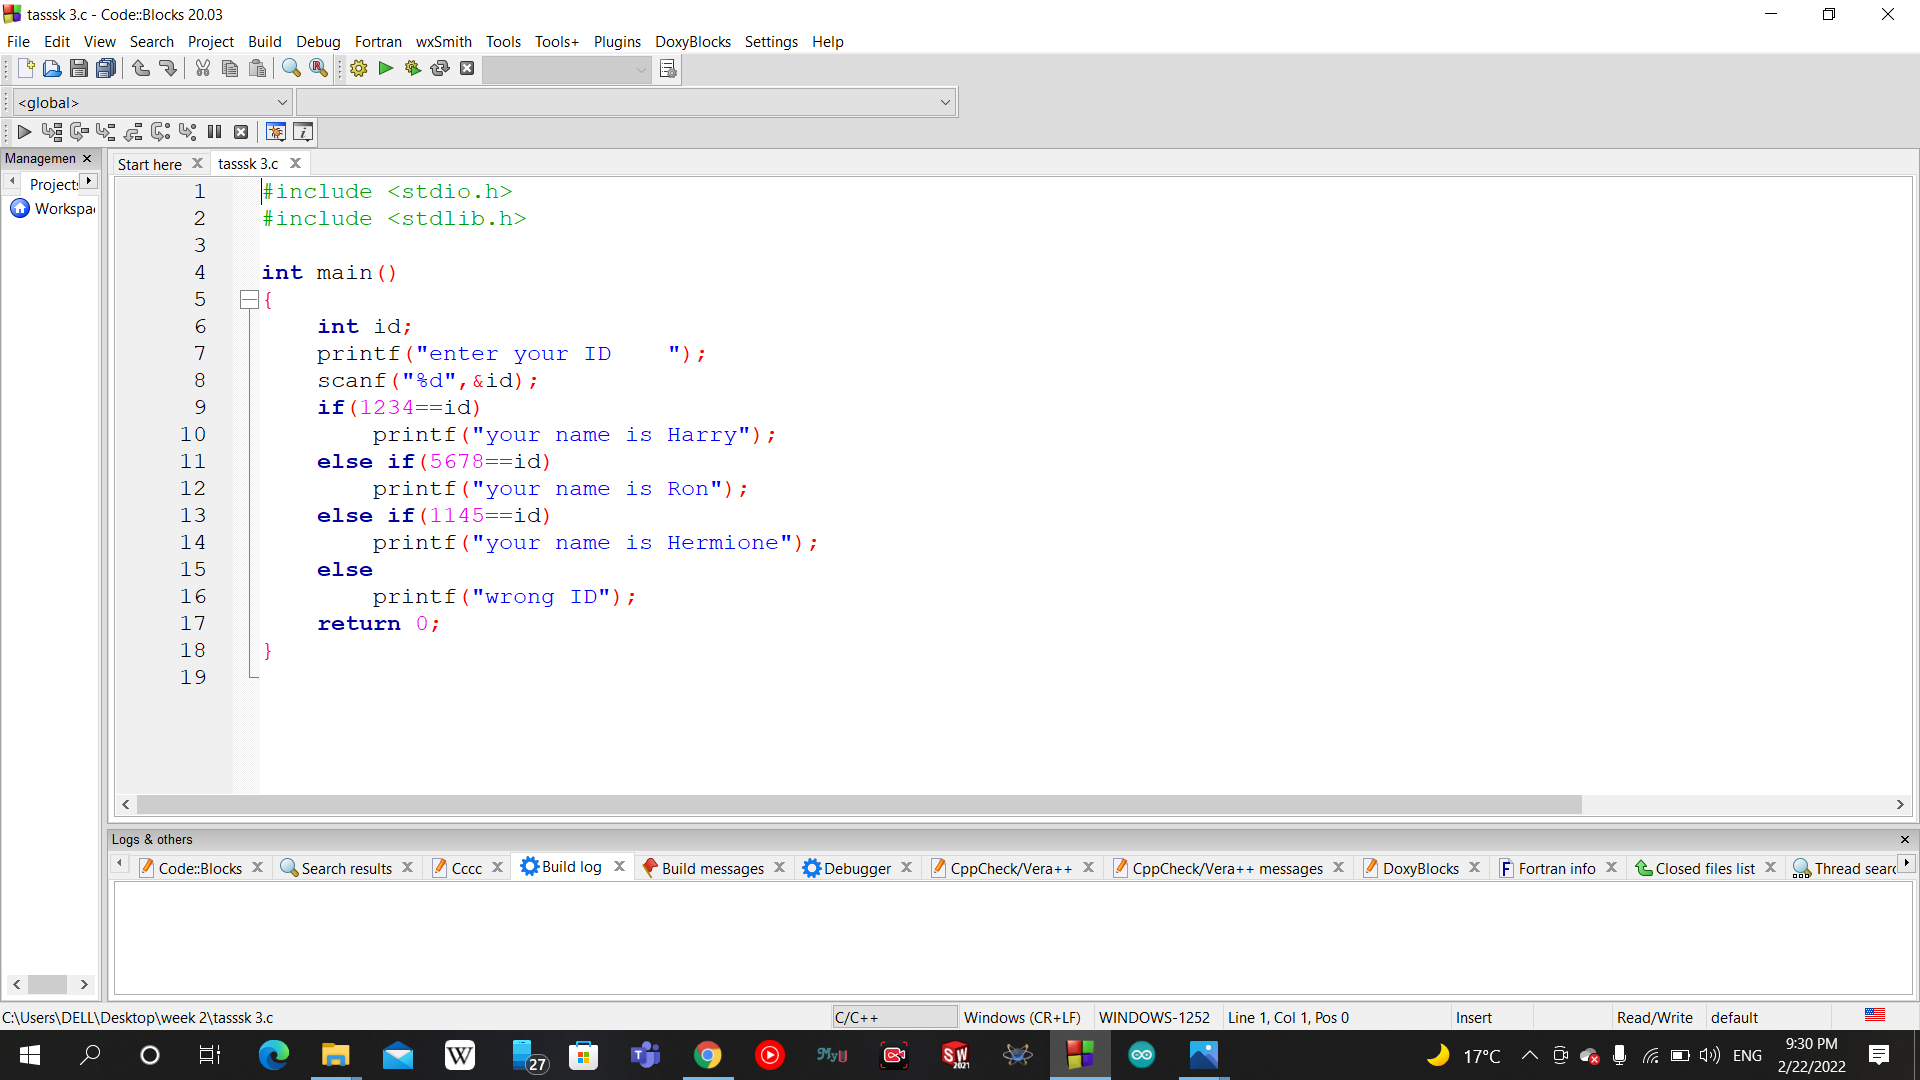 tasssk 3.c - Code::Blocks 20.03
File Edit View Search Project Build Debug Fortran wxSmith Tools Tools+ Plugins DoxyBlocks Settings Help
<global>
Managemen
Start here tasssk 3.c
Projects
Workspa
1 #include <stdio.h>
2 #include <stdlib.h>
3
4 int main()
5 {
6 int id;
7 printf("enter your ID    ");
8 scanf("%d",&id);
9 if(1234==id)
10 printf("your name is Harry");
11 else if(5678==id)
12 printf("your name is Ron");
13 else if(1145==id)
14 printf("your name is Hermione");
15 else
16 printf("wrong ID");
17 return 0;
18 }
19
Logs & others
Code::Blocks Search results Cccc Build log Build messages Debugger CppCheck/Vera++ CppCheck/Vera++ messages DoxyBlocks Fortran info Closed files list Thread searc
C:\Users\DELL\Desktop\week 2\tasssk 3.c C/C++ Windows (CR+LF) WINDOWS-1252 Line 1, Col 1, Pos 0 Insert Read/Write default
W 27 MyU SW 2021 17°C ENG 9:30 PM
2/22/2022